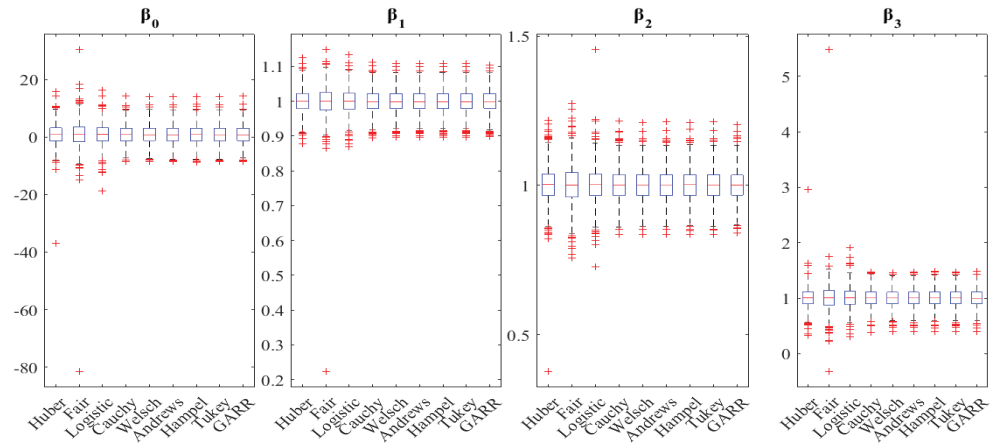 β0
20
0
-20
-40
-60
-80
Huber
Fair
Logistic
Cauchy
Welsch
Andrews
Hampel
Tukey
GARR
β1
1.1
1
0.9
0.8
0.7
0.6
0.5
0.4
0.3
0.2
Huber
Fair
Logistic
Cauchy
Welsch
Andrews
Hampel
Tukey
GARR
β2
1.5
1
0.5
Huber
Fair
Logistic
Cauchy
Welsch
Andrews
Hampel
Tukey
GARR
β3
5
4
3
2
1
0
Huber
Fair
Logistic
Cauchy
Welsch
Andrews
Hampel
Tukey
GARR